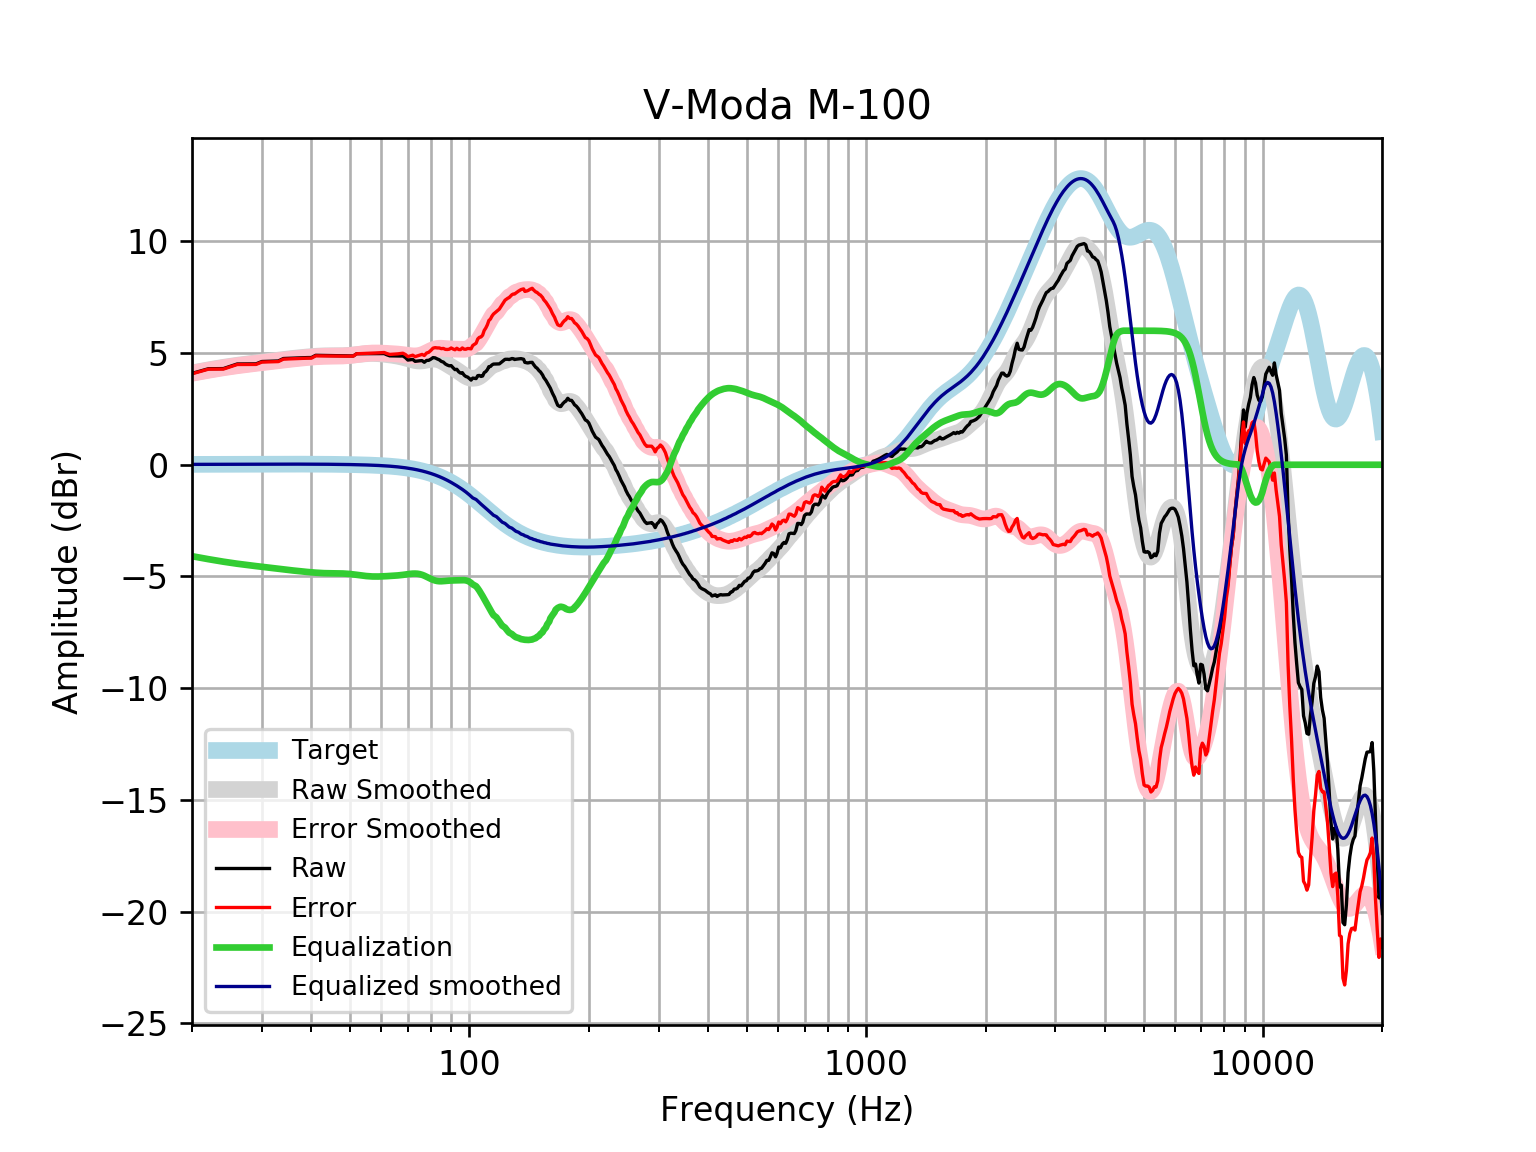 V-Moda M-100
Amplitude (dBr)
10
5
0
−5
−10
−15
−20
−25
Target
Raw Smoothed
Error Smoothed
Raw
Error
Equalization
Equalized smoothed
100 1000 10000
Frequency (Hz)